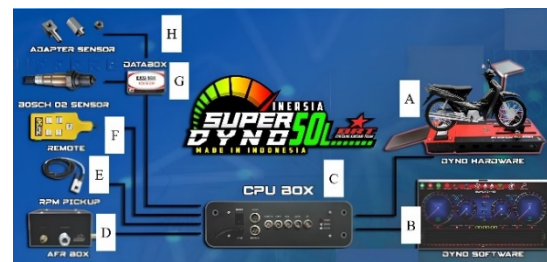 H
ADAPTER SENSOR
DATABOX
G
BOSCH O2 SENSOR
F
REMOTE
E
RPM PICKUP
D
AFR BOX
INERSIA
SUPER
DYNO 50L
BRT
MADE IN INDONESIA
C
CPU BOX
A
DYNO HARDWARE
B
DYNO SOFTWARE